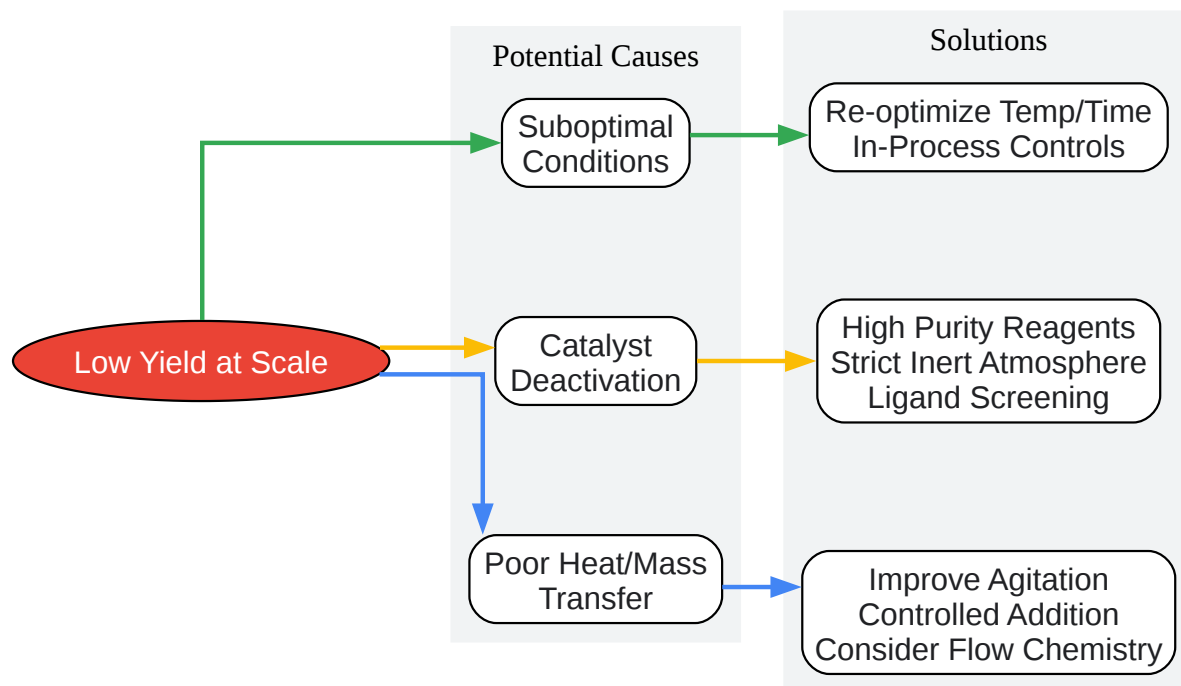 Low Yield at Scale
Potential Causes
Suboptimal
Conditions
Catalyst
Deactivation
Poor Heat/Mass
Transfer
Solutions
Re-optimize Temp/Time
In-Process Controls
High Purity Reagents
Strict Inert Atmosphere
Ligand Screening
Improve Agitation
Controlled Addition
Consider Flow Chemistry